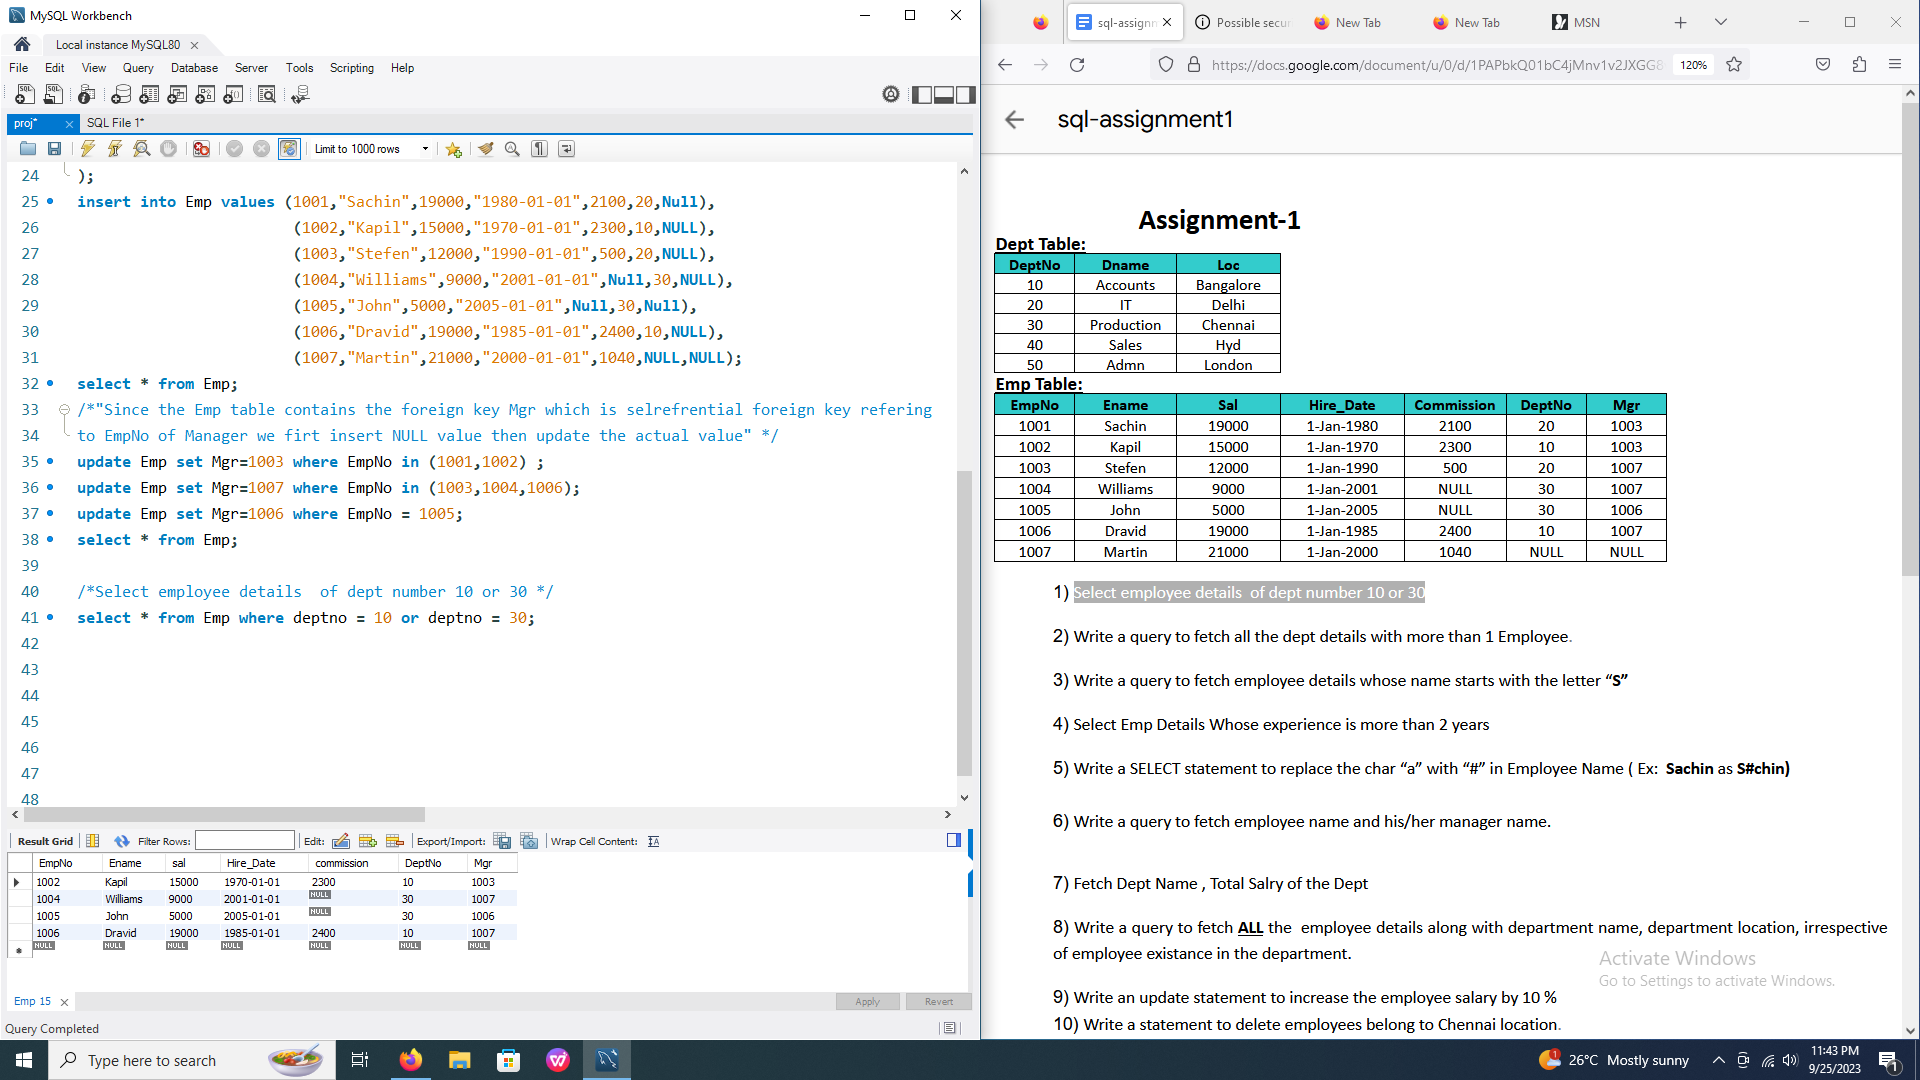 MySQL Workbench
Local instance MySQL80
File Edit View Query Database Server Tools Scripting Help
proj* SQL File 1*
Limit to 1000 rows
24 );
25 insert into Emp values (1001,"Sachin",19000,"1980-01-01",2100,20,Null),
26 (1002,"Kapil",15000,"1970-01-01",2300,10,NULL),
27 (1003,"Stefen",12000,"1990-01-01",500,20,NULL),
28 (1004,"Williams",9000,"2001-01-01",Null,30,NULL),
29 (1005,"John",5000,"2005-01-01",Null,30,Null),
30 (1006,"Dravid",19000,"1985-01-01",2400,10,NULL),
31 (1007,"Martin",21000,"2000-01-01",1040,NULL,NULL);
32 select * from Emp;
33 /*"Since the Emp table contains the foreign key Mgr which is selrefrential foreign key refering
34 to EmpNo of Manager we firt insert NULL value then update the actual value" */
35 update Emp set Mgr=1003 where EmpNo in (1001,1002) ;
36 update Emp set Mgr=1007 where EmpNo in (1003,1004,1006);
37 update Emp set Mgr=1006 where EmpNo = 1005;
38 select * from Emp;
39
40 /*Select employee details  of dept number 10 or 30 */
41 select * from Emp where deptno = 10 or deptno = 30;
42
43
44
45
46
47
48
Result Grid Filter Rows: Edit: Export/Import: Wrap Cell Content:
EmpNo Ename sal Hire_Date commission DeptNo Mgr
1002 Kapil 15000 1970-01-01 2300 10 1003
1004 Williams 9000 2001-01-01 NULL 30 1007
1005 John 5000 2005-01-01 NULL 30 1006
1006 Dravid 19000 1985-01-01 2400 10 1007
NULL NULL NULL NULL NULL NULL NULL
Emp 15 Apply Revert
Query Completed
sql-assignm Possible secur New Tab New Tab MSN
https://docs.google.com/document/u/0/d/1PAPbkQ01bC4jMnv1v2JXGG8 120%
sql-assignment1
Assignment-1
Dept Table:
DeptNo Dname Loc
10 Accounts Bangalore
20 IT Delhi
30 Production Chennai
40 Sales Hyd
50 Admn London
Emp Table:
EmpNo Ename Sal Hire_Date Commission DeptNo Mgr
1001 Sachin 19000 1-Jan-1980 2100 20 1003
1002 Kapil 15000 1-Jan-1970 2300 10 1003
1003 Stefen 12000 1-Jan-1990 500 20 1007
1004 Williams 9000 1-Jan-2001 NULL 30 1007
1005 John 5000 1-Jan-2005 NULL 30 1006
1006 Dravid 19000 1-Jan-1985 2400 10 1007
1007 Martin 21000 1-Jan-2000 1040 NULL NULL
1) Select employee details  of dept number 10 or 30
2) Write a query to fetch all the dept details with more than 1 Employee.
3) Write a query to fetch employee details whose name starts with the letter “S”
4) Select Emp Details Whose experience is more than 2 years
5) Write a SELECT statement to replace the char “a” with “#” in Employee Name ( Ex:  Sachin as S#chin)
6) Write a query to fetch employee name and his/her manager name.
7) Fetch Dept Name , Total Salry of the Dept
8) Write a query to fetch ALL the  employee details along with department name, department location, irrespective
of employee existance in the department.
9) Write an update statement to increase the employee salary by 10 %
10) Write a statement to delete employees belong to Chennai location.
Activate Windows
Go to Settings to activate Windows.
Type here to search
26°C Mostly sunny
11:43 PM
9/25/2023
1